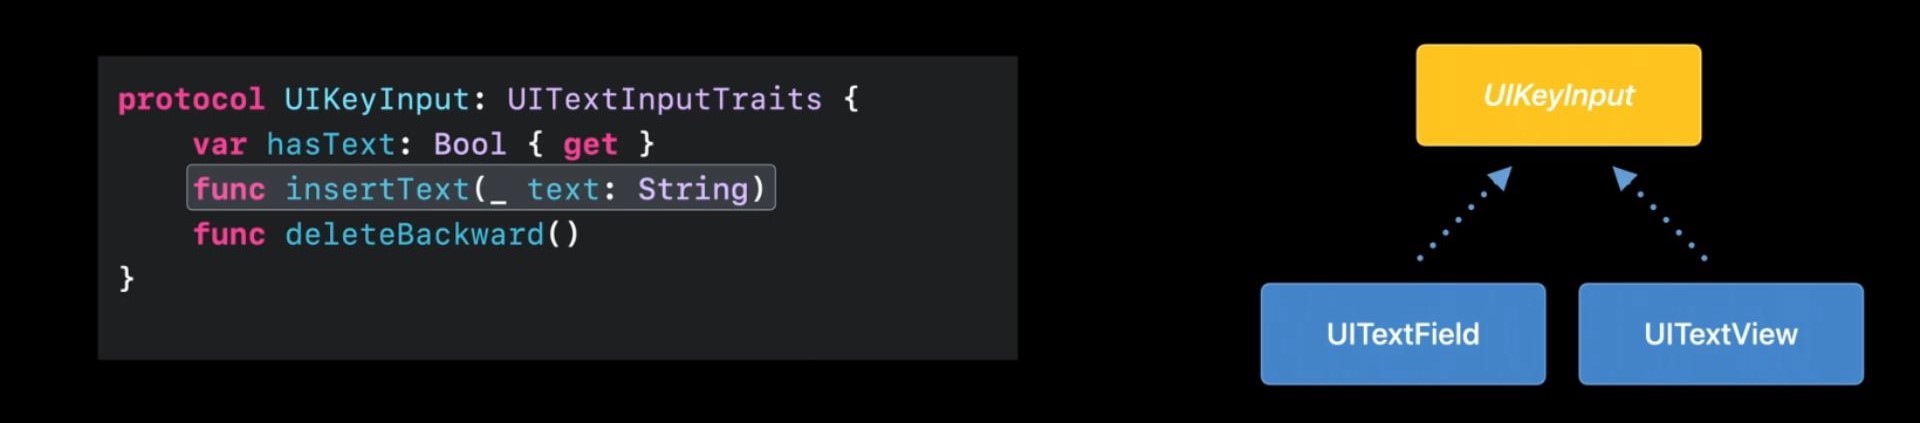 protocol UIKeyInput: UITextInputTraits {
    var hasText: Bool { get }
    func insertText(_ text: String)
    func deleteBackward()
}
UIKeyInput
UITextField
UITextView